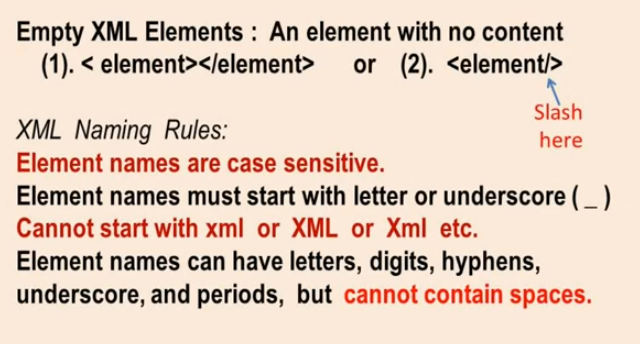 Empty XML Elements : An element with no content
(1). < element></element> or (2). <element/>
Slash
here
XML Naming Rules:
Element names are case sensitive.
Element names must start with letter or underscore ( _ )
Cannot start with xml or XML or Xml etc.
Element names can have letters, digits, hyphens,
underscore, and periods, but cannot contain spaces.